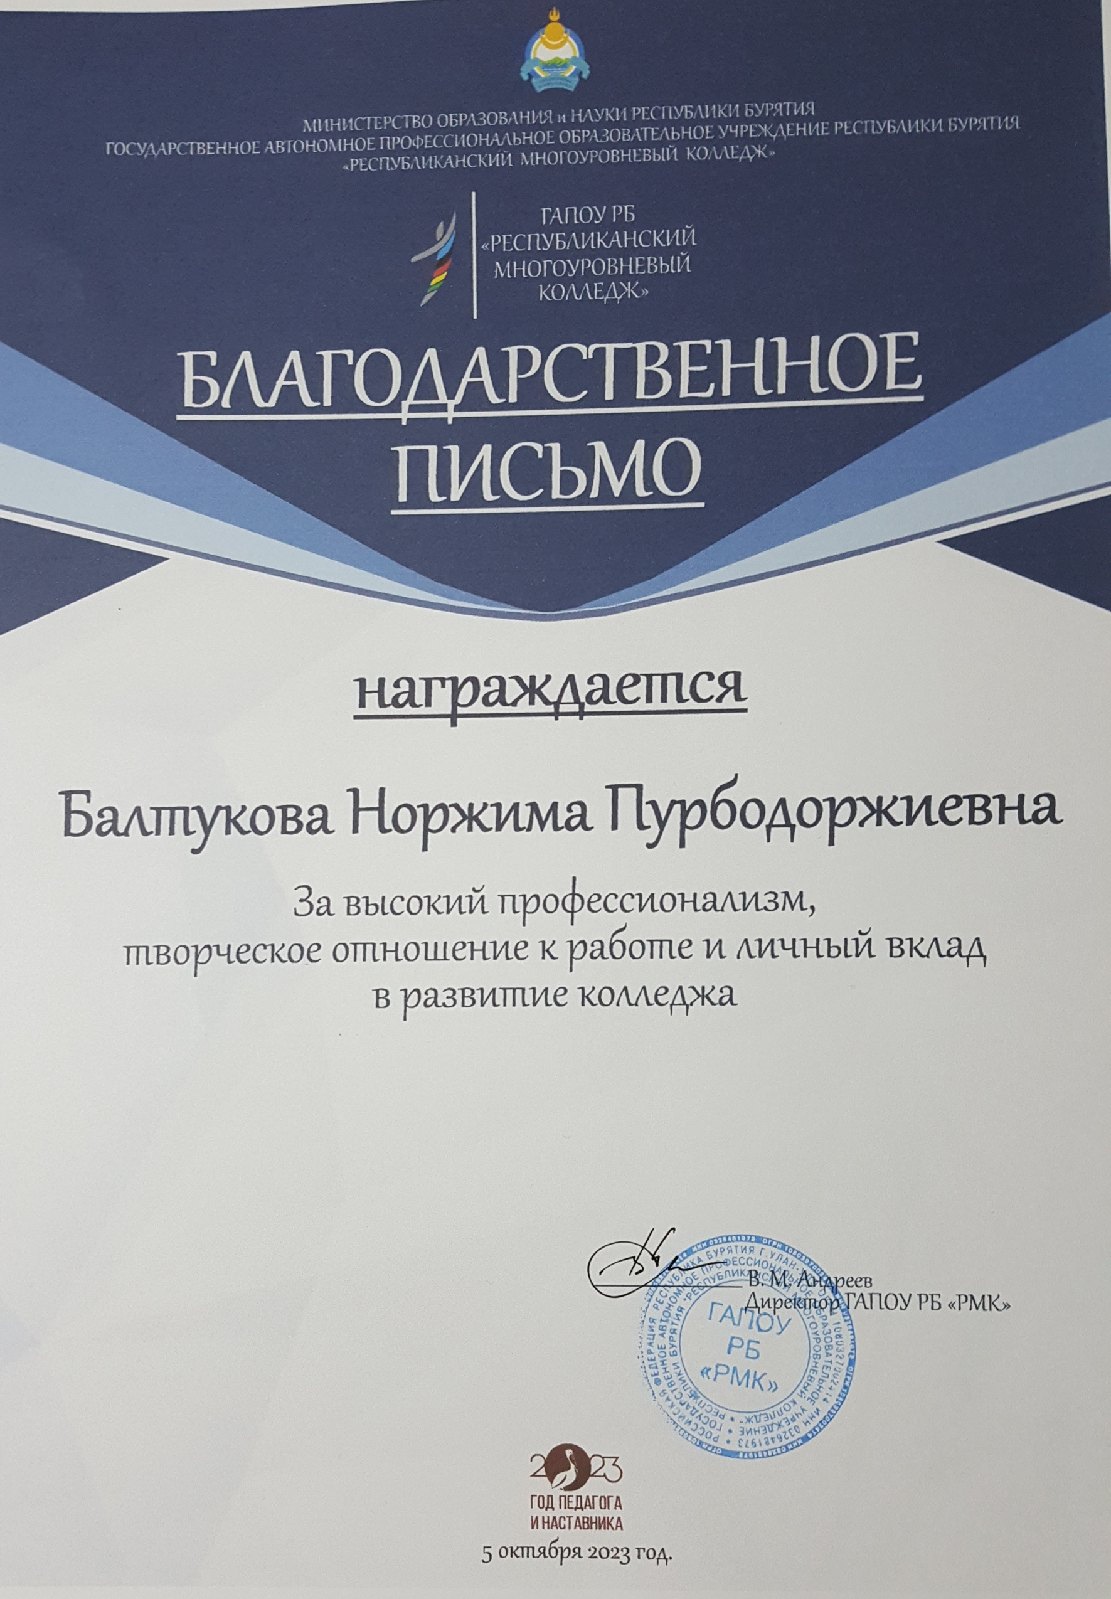 МИНИСТЕРСТВО ОБРАЗОВАНИЯ и НАУКИ РЕСПУБЛИКИ БУРЯТИЯ
ГОСУДАРСТВЕННОЕ АВТОНОМНОЕ ПРОФЕССИОНАЛЬНОЕ ОБРАЗОВАТЕЛЬНОЕ УЧРЕЖДЕНИЕ РЕСПУБЛИКИ БУРЯТИЯ
«РЕСПУБЛИКАНСКИЙ МНОГОУРОВНЕВЫЙ КОЛЛЕДЖ»
ГАПОУ РБ
«РЕСПУБЛИКАНСКИЙ
МНОГОУРОВНЕВЫЙ
КОЛЛЕДЖ»
БЛАГОДАРСТВЕННОЕ
ПИСЬМО
награждается
Балтукова Норжима Пурбодоржиевна
За высокий профессионализм,
творческое отношение к работе и личный вклад
в развитие колледжа
В. М. Андреев
Директор ГАПОУ РБ «РМК»
ГАПОУ
РБ
«РМК»
2023
ГОД ПЕДАГОГА
И НАСТАВНИКА
5 октября 2023 год.